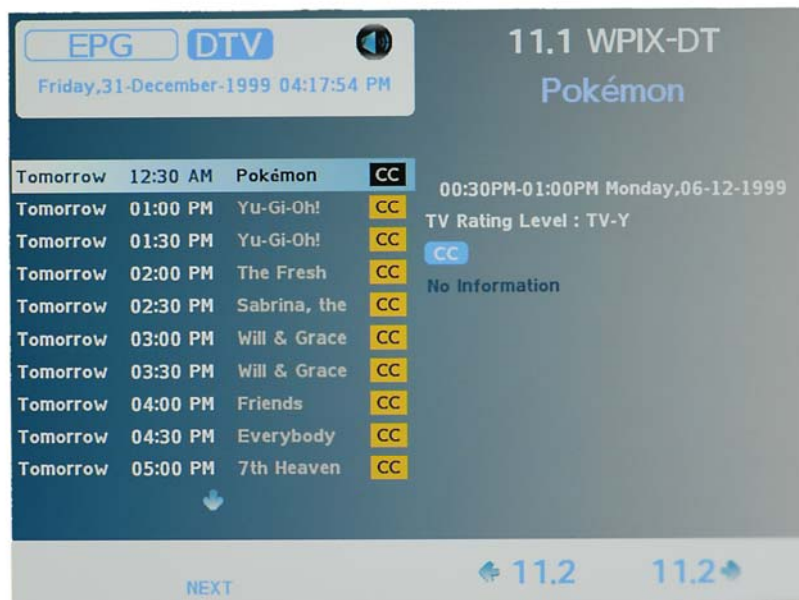 EPG DTV
Friday,31-December-1999 04:17:54 PM
11.1 WPIX-DT
Pokémon
Tomorrow 12:30 AM Pokémon CC
Tomorrow 01:00 PM Yu-Gi-Oh! CC
Tomorrow 01:30 PM Yu-Gi-Oh! CC
Tomorrow 02:00 PM The Fresh CC
Tomorrow 02:30 PM Sabrina, the CC
Tomorrow 03:00 PM Will & Grace CC
Tomorrow 03:30 PM Will & Grace CC
Tomorrow 04:00 PM Friends CC
Tomorrow 04:30 PM Everybody CC
Tomorrow 05:00 PM 7th Heaven CC
00:30PM-01:00PM Monday,06-12-1999
TV Rating Level : TV-Y
CC
No Information
NEXT
11.2 11.2